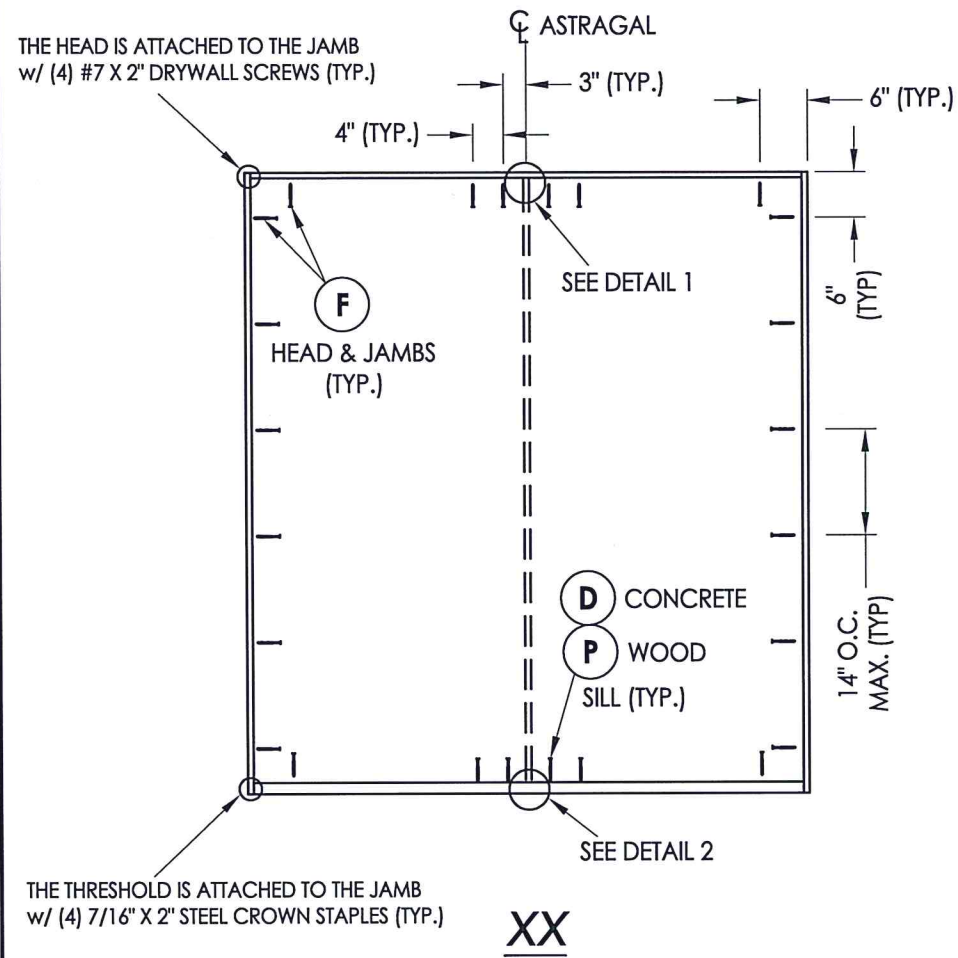 ℄ ASTRAGAL
THE HEAD IS ATTACHED TO THE JAMB
w/ (4) #7 X 2" DRYWALL SCREWS (TYP.)
3" (TYP.)
6" (TYP.)
4" (TYP.)
SEE DETAIL 1
6"
(TYP)
F
HEAD & JAMBS
(TYP.)
D CONCRETE
P WOOD
SILL (TYP.)
14" O.C.
MAX. (TYP)
SEE DETAIL 2
THE THRESHOLD IS ATTACHED TO THE JAMB
w/ (4) 7/16" X 2" STEEL CROWN STAPLES (TYP.)
XX